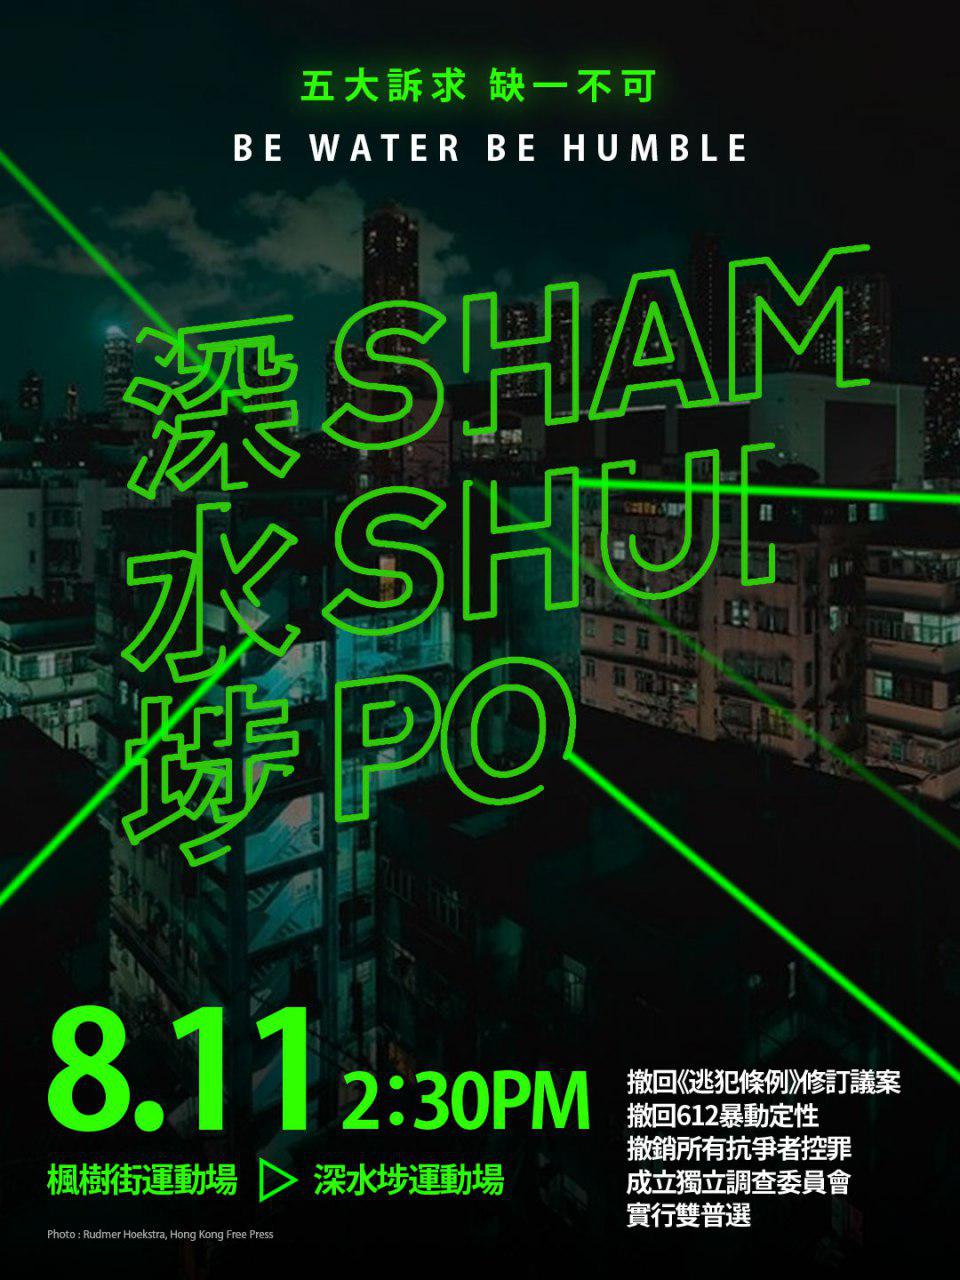 五大訴求 缺一不可
BE WATER BE HUMBLE
深水埗
SHAM
SHUI
PO
8.11 2:30PM
楓樹街運動場 ▷ 深水埗運動場
撤回《逃犯條例》修訂議案
撤回612暴動定性
撤銷所有抗爭者控罪
成立獨立調查委員會
實行雙普選
Photo : Rudmer Hoekstra, Hong Kong Free Press